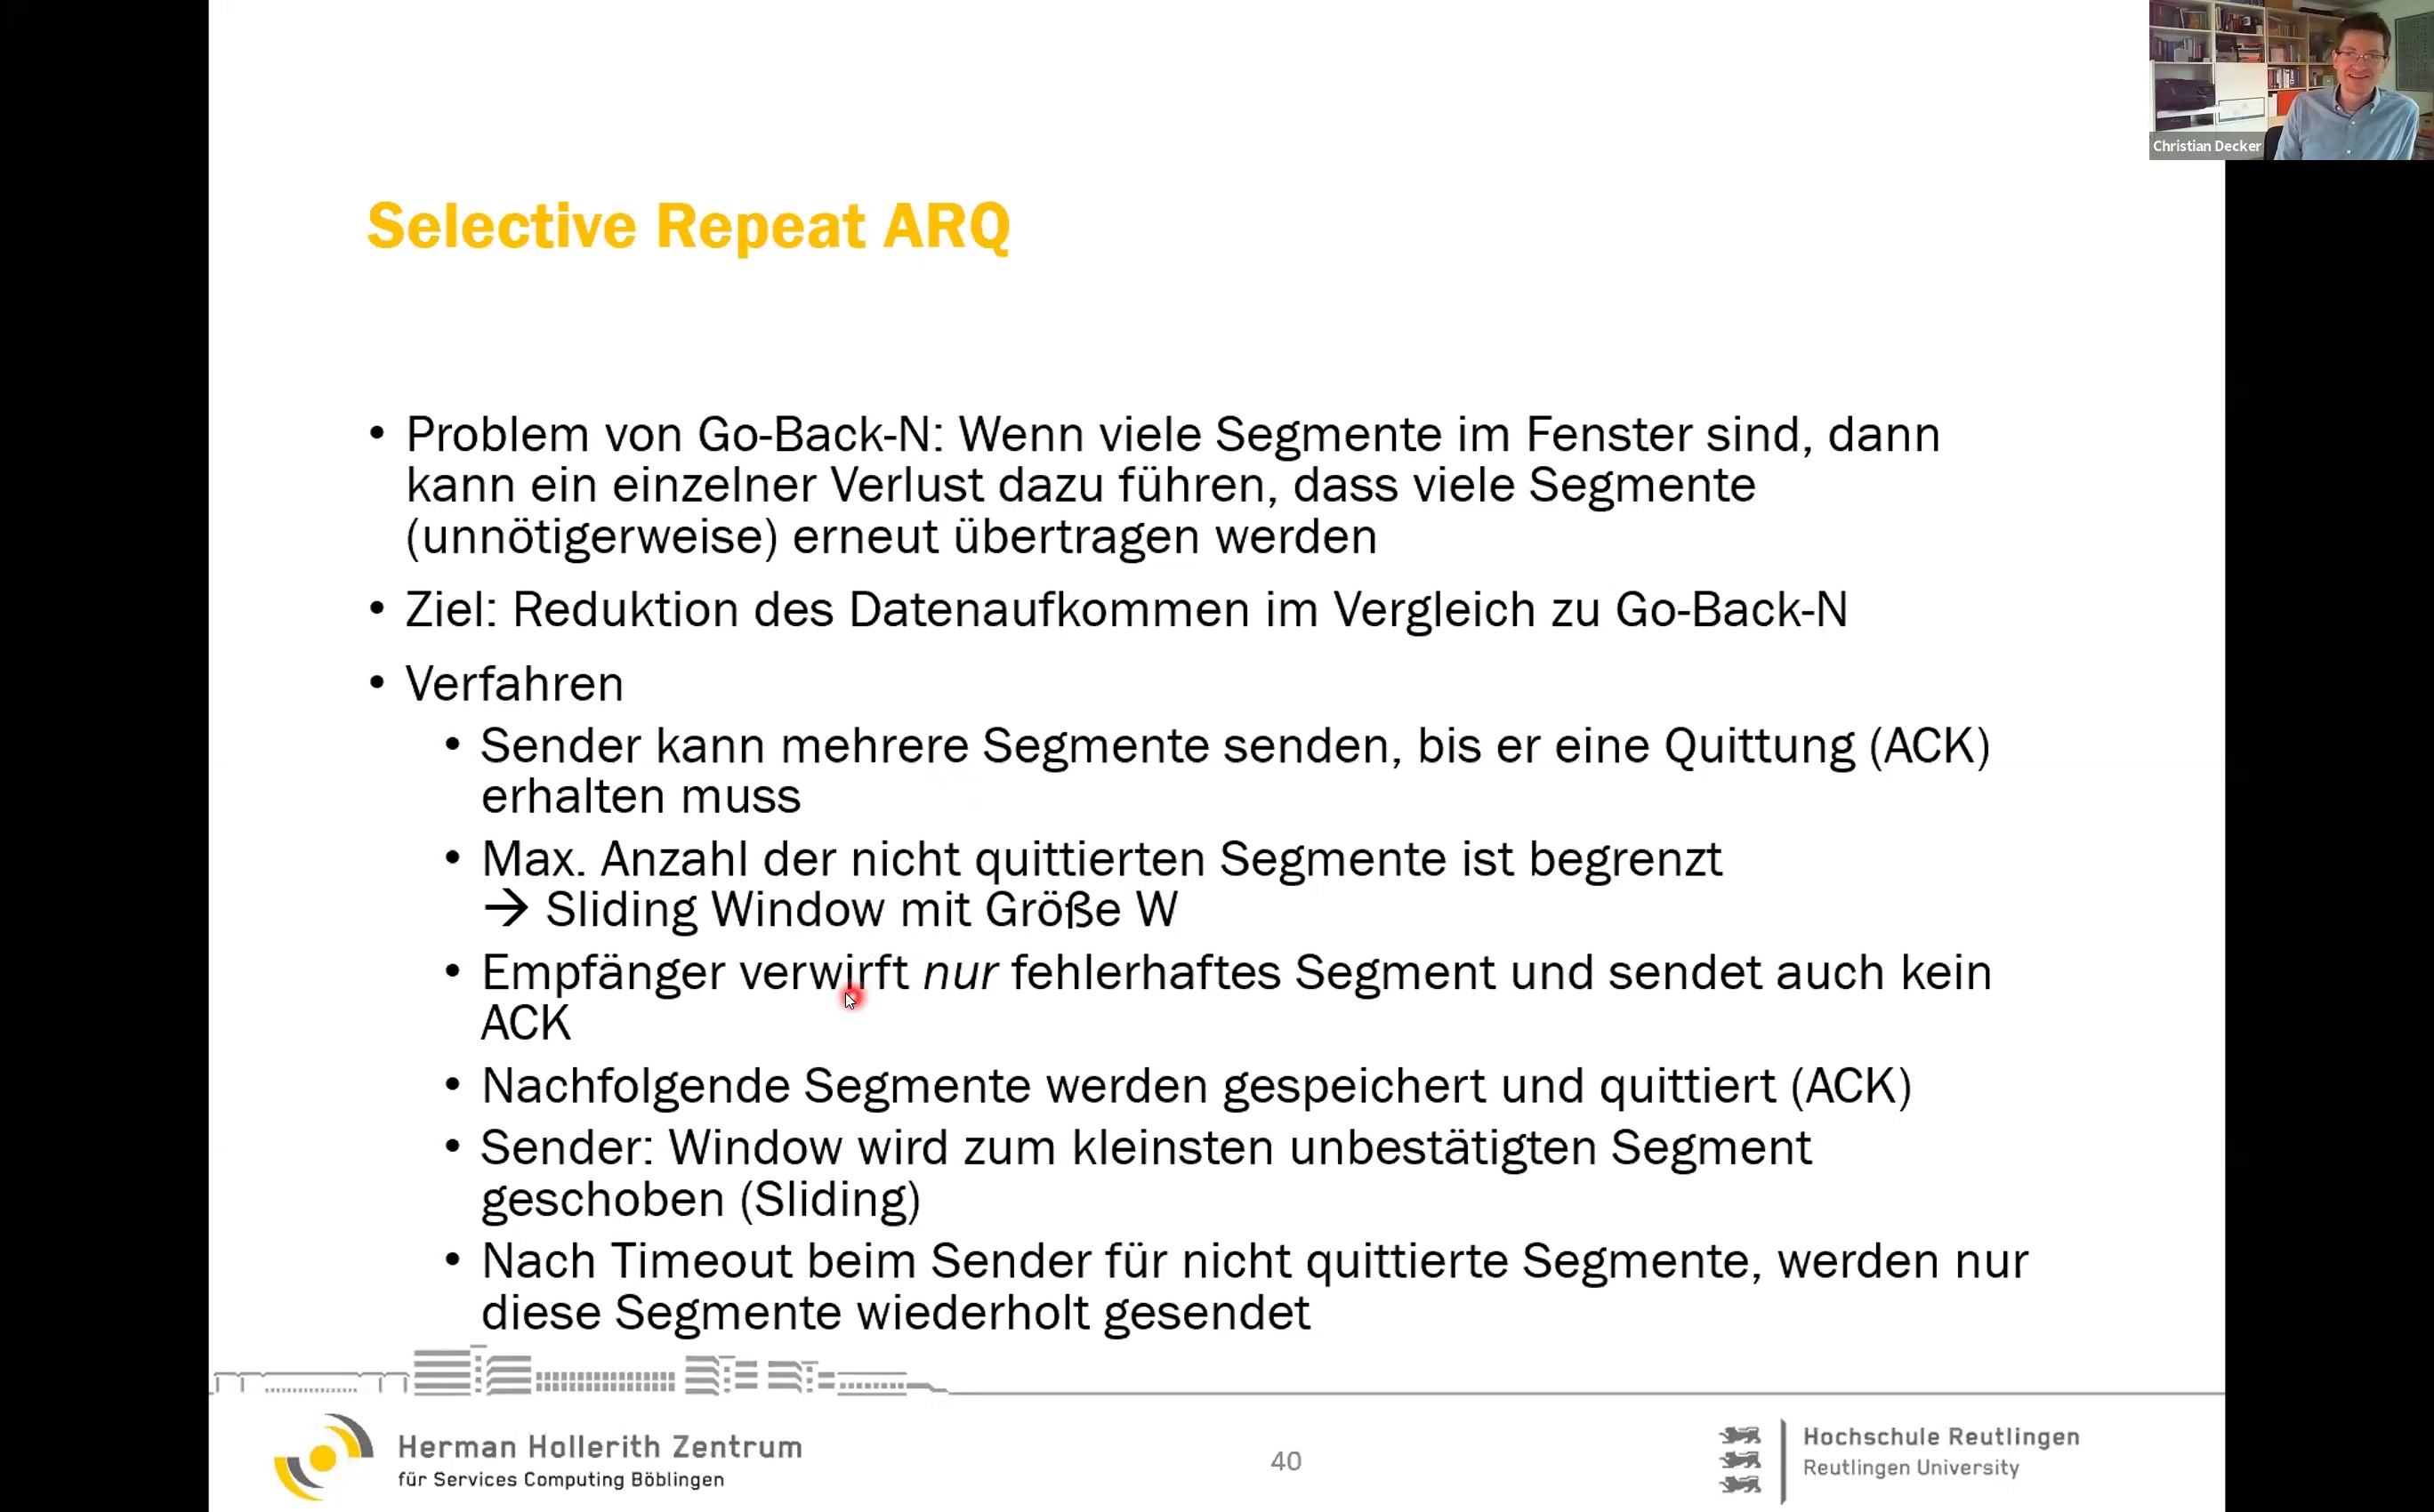 Christian Decker
Selective Repeat ARQ
• Problem von Go-Back-N: Wenn viele Segmente im Fenster sind, dann
kann ein einzelner Verlust dazu führen, dass viele Segmente
(unnötigerweise) erneut übertragen werden
• Ziel: Reduktion des Datenaufkommen im Vergleich zu Go-Back-N
• Verfahren
• Sender kann mehrere Segmente senden, bis er eine Quittung (ACK)
erhalten muss
• Max. Anzahl der nicht quittierten Segmente ist begrenzt
→ Sliding Window mit Größe W
• Empfänger verwirft nur fehlerhaftes Segment und sendet auch kein
ACK
• Nachfolgende Segmente werden gespeichert und quittiert (ACK)
• Sender: Window wird zum kleinsten unbestätigten Segment
geschoben (Sliding)
• Nach Timeout beim Sender für nicht quittierte Segmente, werden nur
diese Segmente wiederholt gesendet
Herman Hollerith Zentrum
für Services Computing Böblingen
40
Hochschule Reutlingen
Reutlingen University